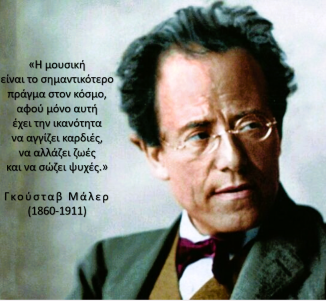 «Η μουσική
είναι το σημαντικότερο
πράγμα στον κόσμο,
αφού μόνο αυτή
έχει την ικανότητα
να αγγίζει καρδιές,
να αλλάζει ζωές
και να σώζει ψυχές.»
Γκούσταβ Μάλερ
(1860-1911)